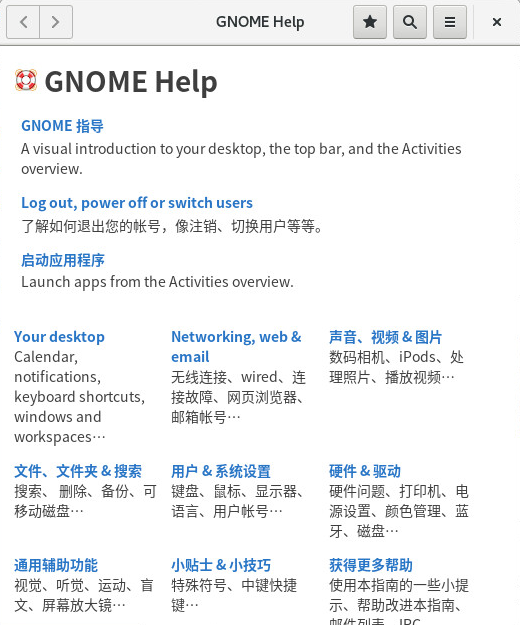 GNOME Help
GNOME Help
GNOME 指导
A visual introduction to your desktop, the top bar, and the Activities
overview.
Log out, power off or switch users
了解如何退出您的帐号，像注销、切换用户等等。
启动应用程序
Launch apps from the Activities overview.
Your desktop
Calendar,
notifications,
keyboard shortcuts,
windows and
workspaces…
Networking, web &
email
无线连接、wired、连
接故障、网页浏览器、
邮箱帐号…
声音、视频 & 图片
数码相机、iPods、处
理照片、播放视频…
文件、文件夹 & 搜索
搜索、 删除、备份、可
移动磁盘…
用户 & 系统设置
键盘、鼠标、显示器、
语言、用户帐号…
硬件 & 驱动
硬件问题、打印机、电
源设置、颜色管理、蓝
牙、磁盘…
通用辅助功能
视觉、听觉、运动、盲
文、屏幕放大镜…
小贴士 & 小技巧
特殊符号、中键快捷
键…
获得更多帮助
使用本指南的一些小提
示、帮助改进本指南、
邮件列表、IRC